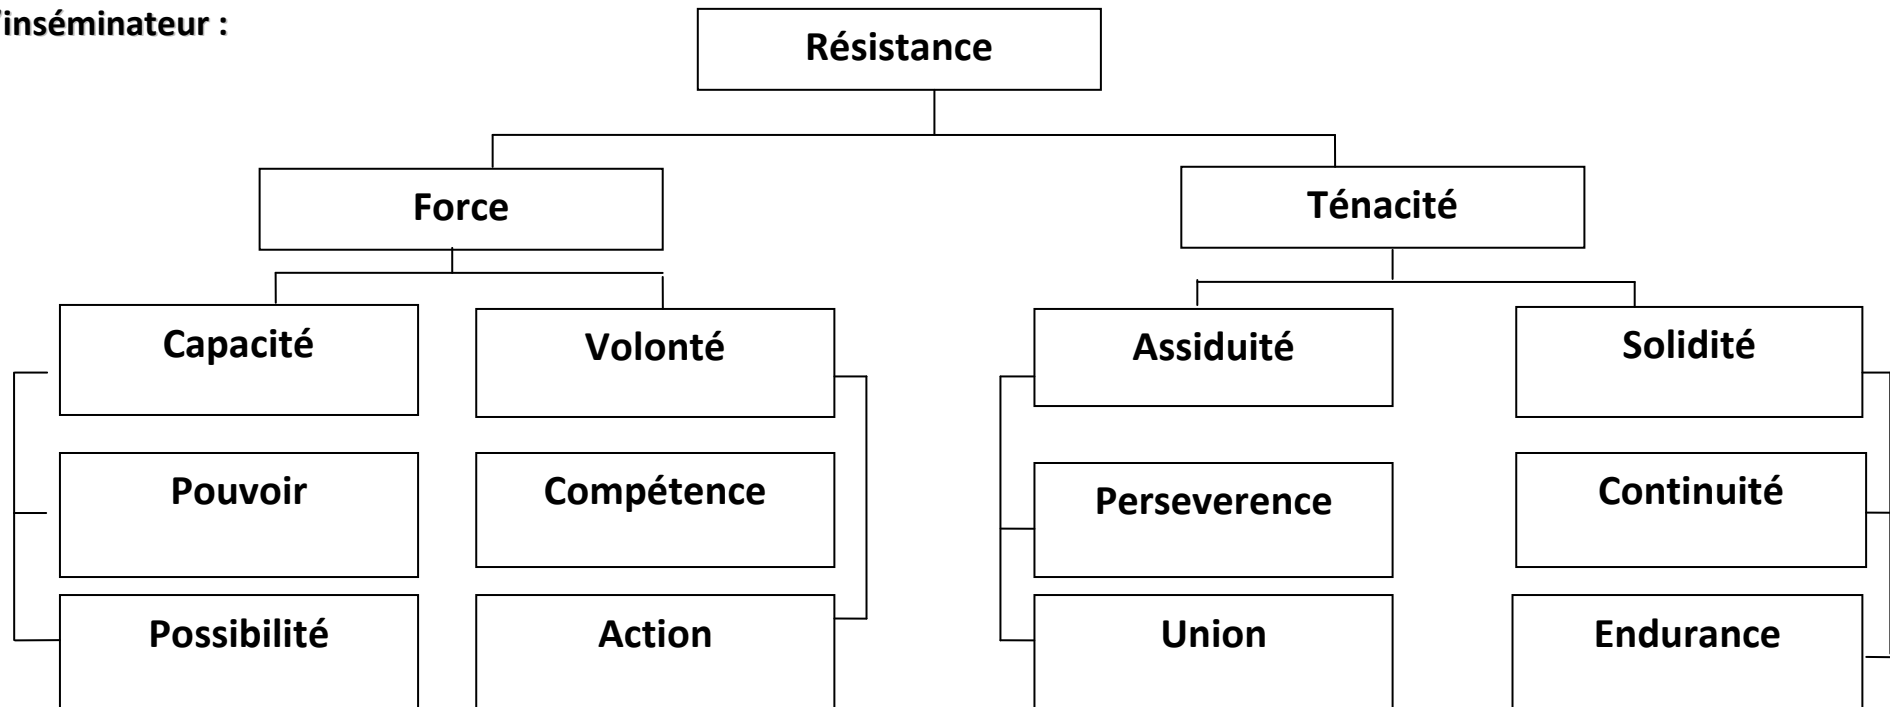 'inséminateur :
Résistance
Force
Ténacité
Capacité
Volonté
Assiduité
Solidité
Pouvoir
Compétence
Perseverence
Continuité
Possibilité
Action
Union
Endurance